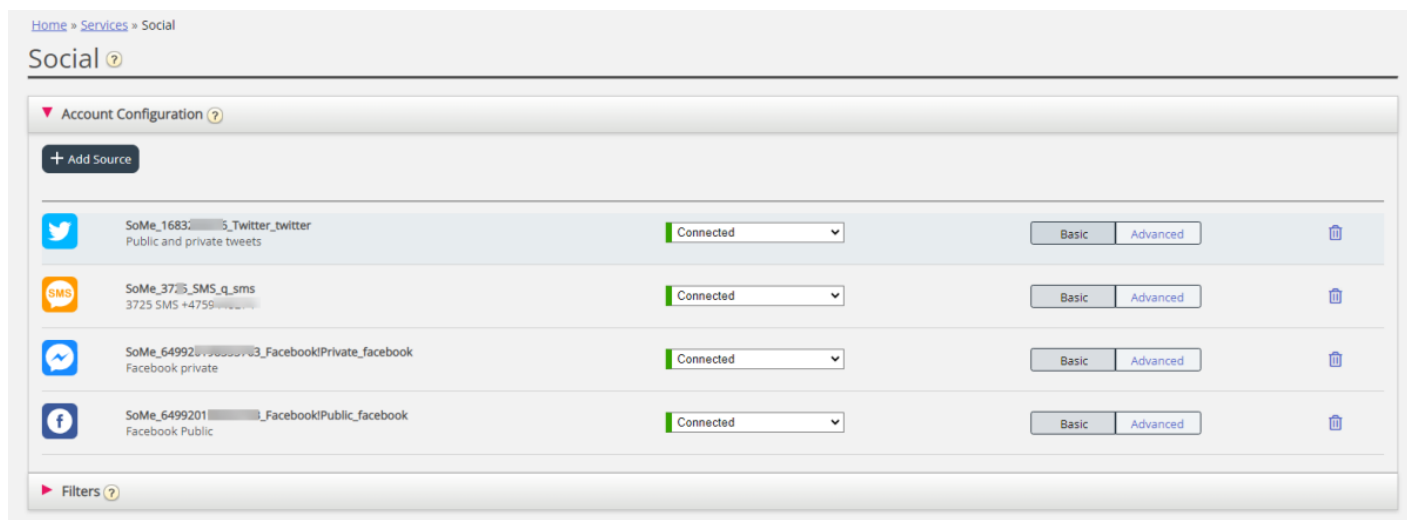 Home » Services » Social
Social ?
Account Configuration ?
+ Add Source
SoMe_1683 5_Twitter_twitter
Public and private tweets
Connected
Basic Advanced
SMS
SoMe_37 5_SMS_q_sms
3725 SMS +4759
Connected
Basic Advanced
SoMe_64992 3_Facebook!Private_facebook
Facebook private
Connected
Basic Advanced
f
SoMe_6499201 _Facebook!Public_facebook
Facebook Public
Connected
Basic Advanced
Filters ?